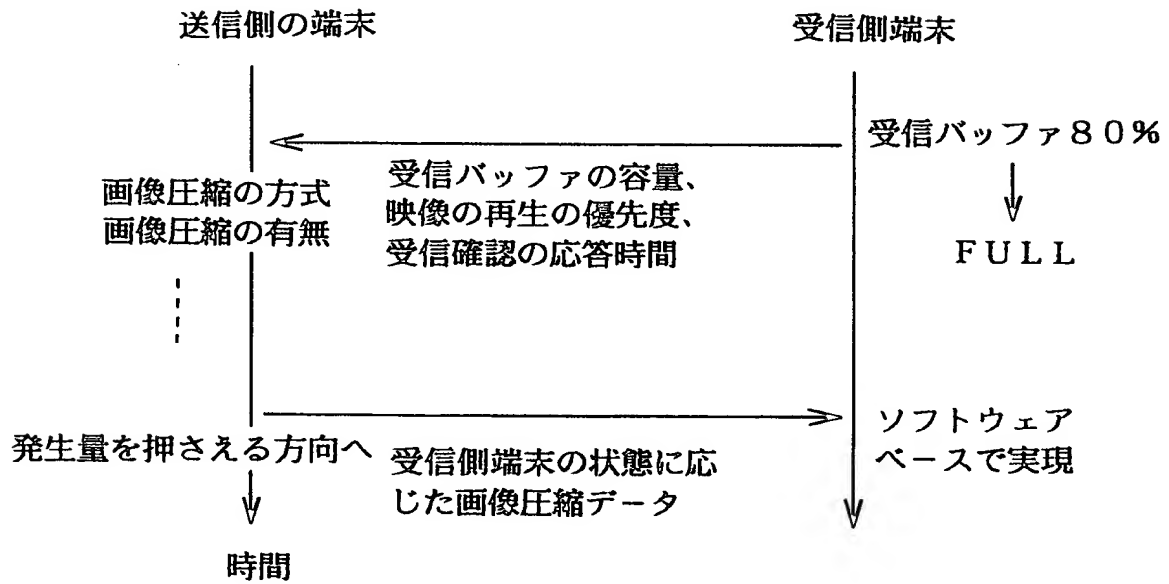 送信側の端末
受信側端末
受信バッファ８０％
FULL
受信バッファの容量、
映像の再生の優先度、
受信確認の応答時間
画像圧縮の方式
画像圧縮の有無
ソフトウェア
ベースで実現
発生量を押さえる方向へ
受信側端末の状態に応
じた画像圧縮データ
時間